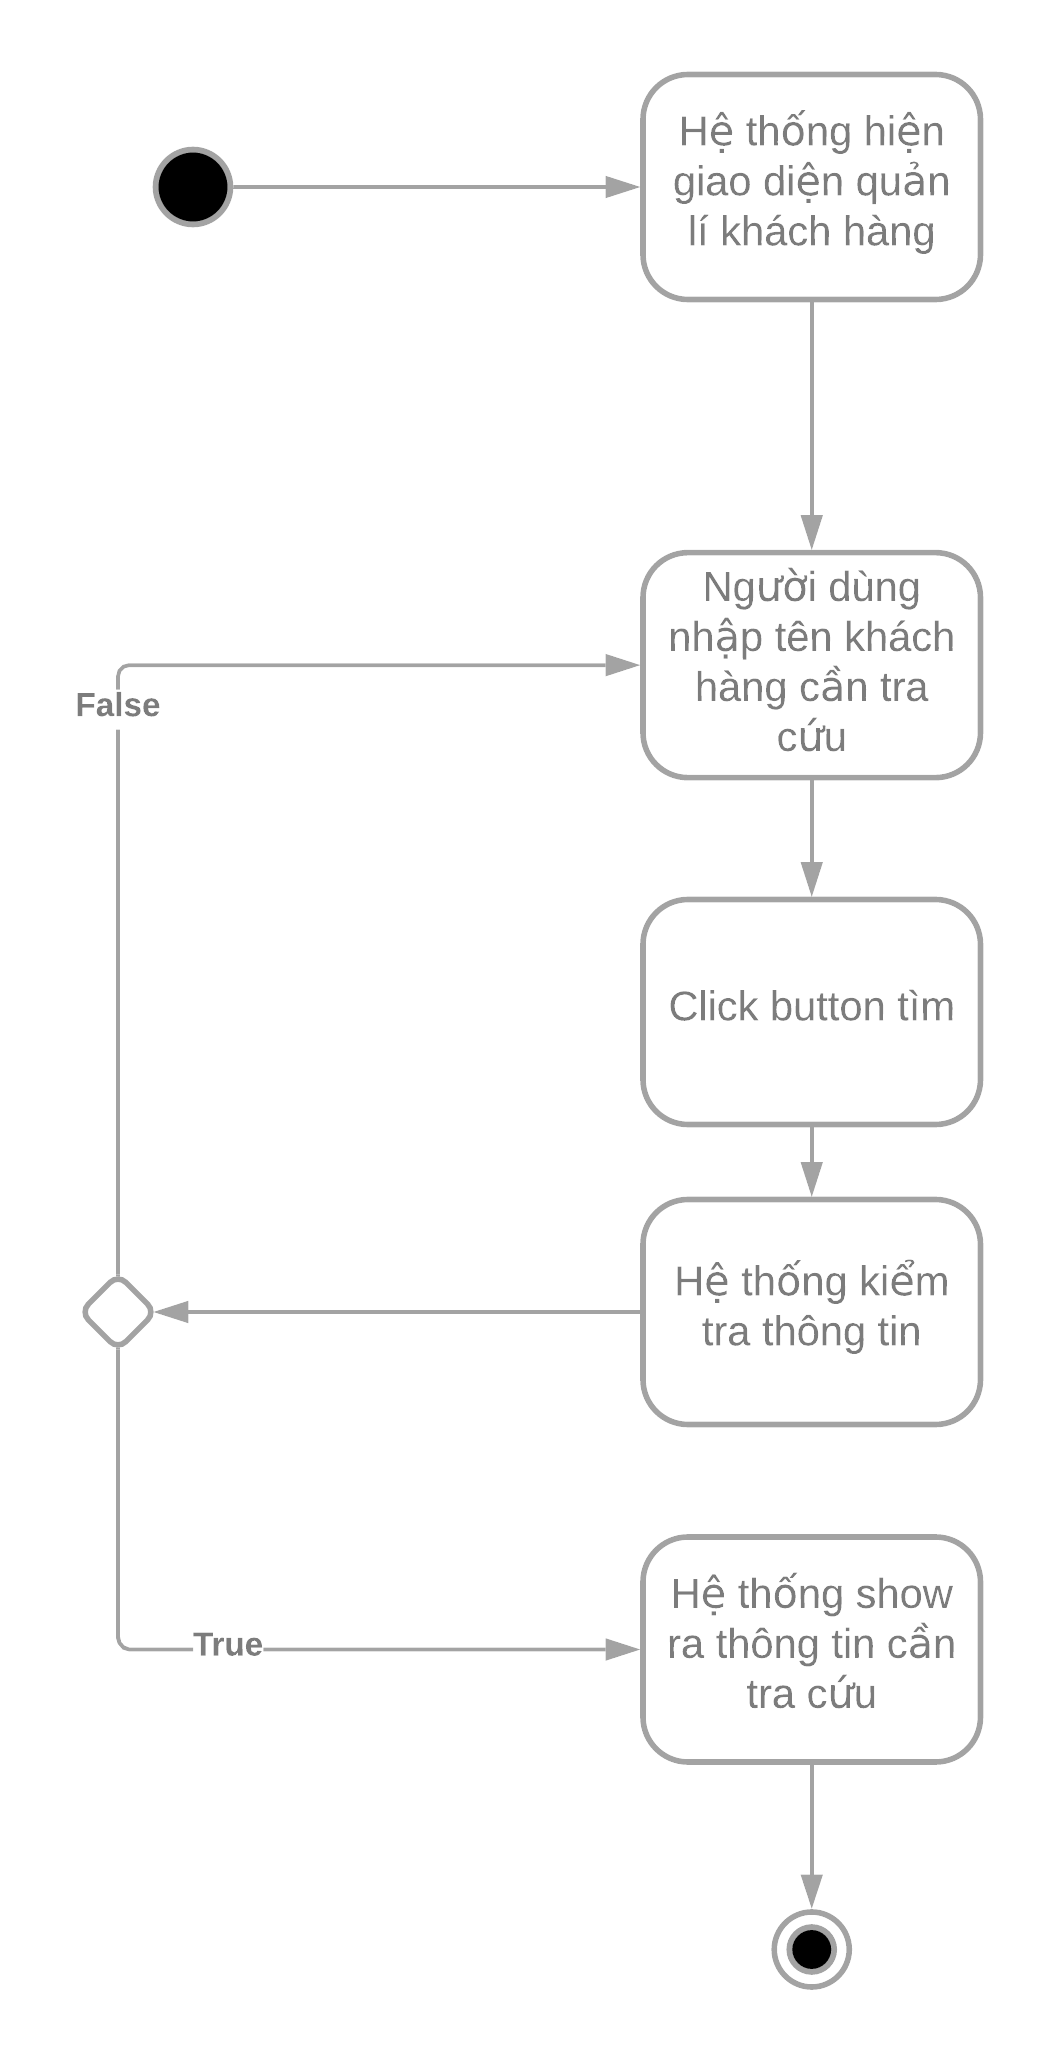 Hệ thống hiện
giao diện quản
lí khách hàng
Người dùng
nhập tên khách
hàng cần tra
cứu
False
Click button tìm
Hệ thống kiểm
tra thông tin
Hệ thống show
ra thông tin cần
tra cứu
True